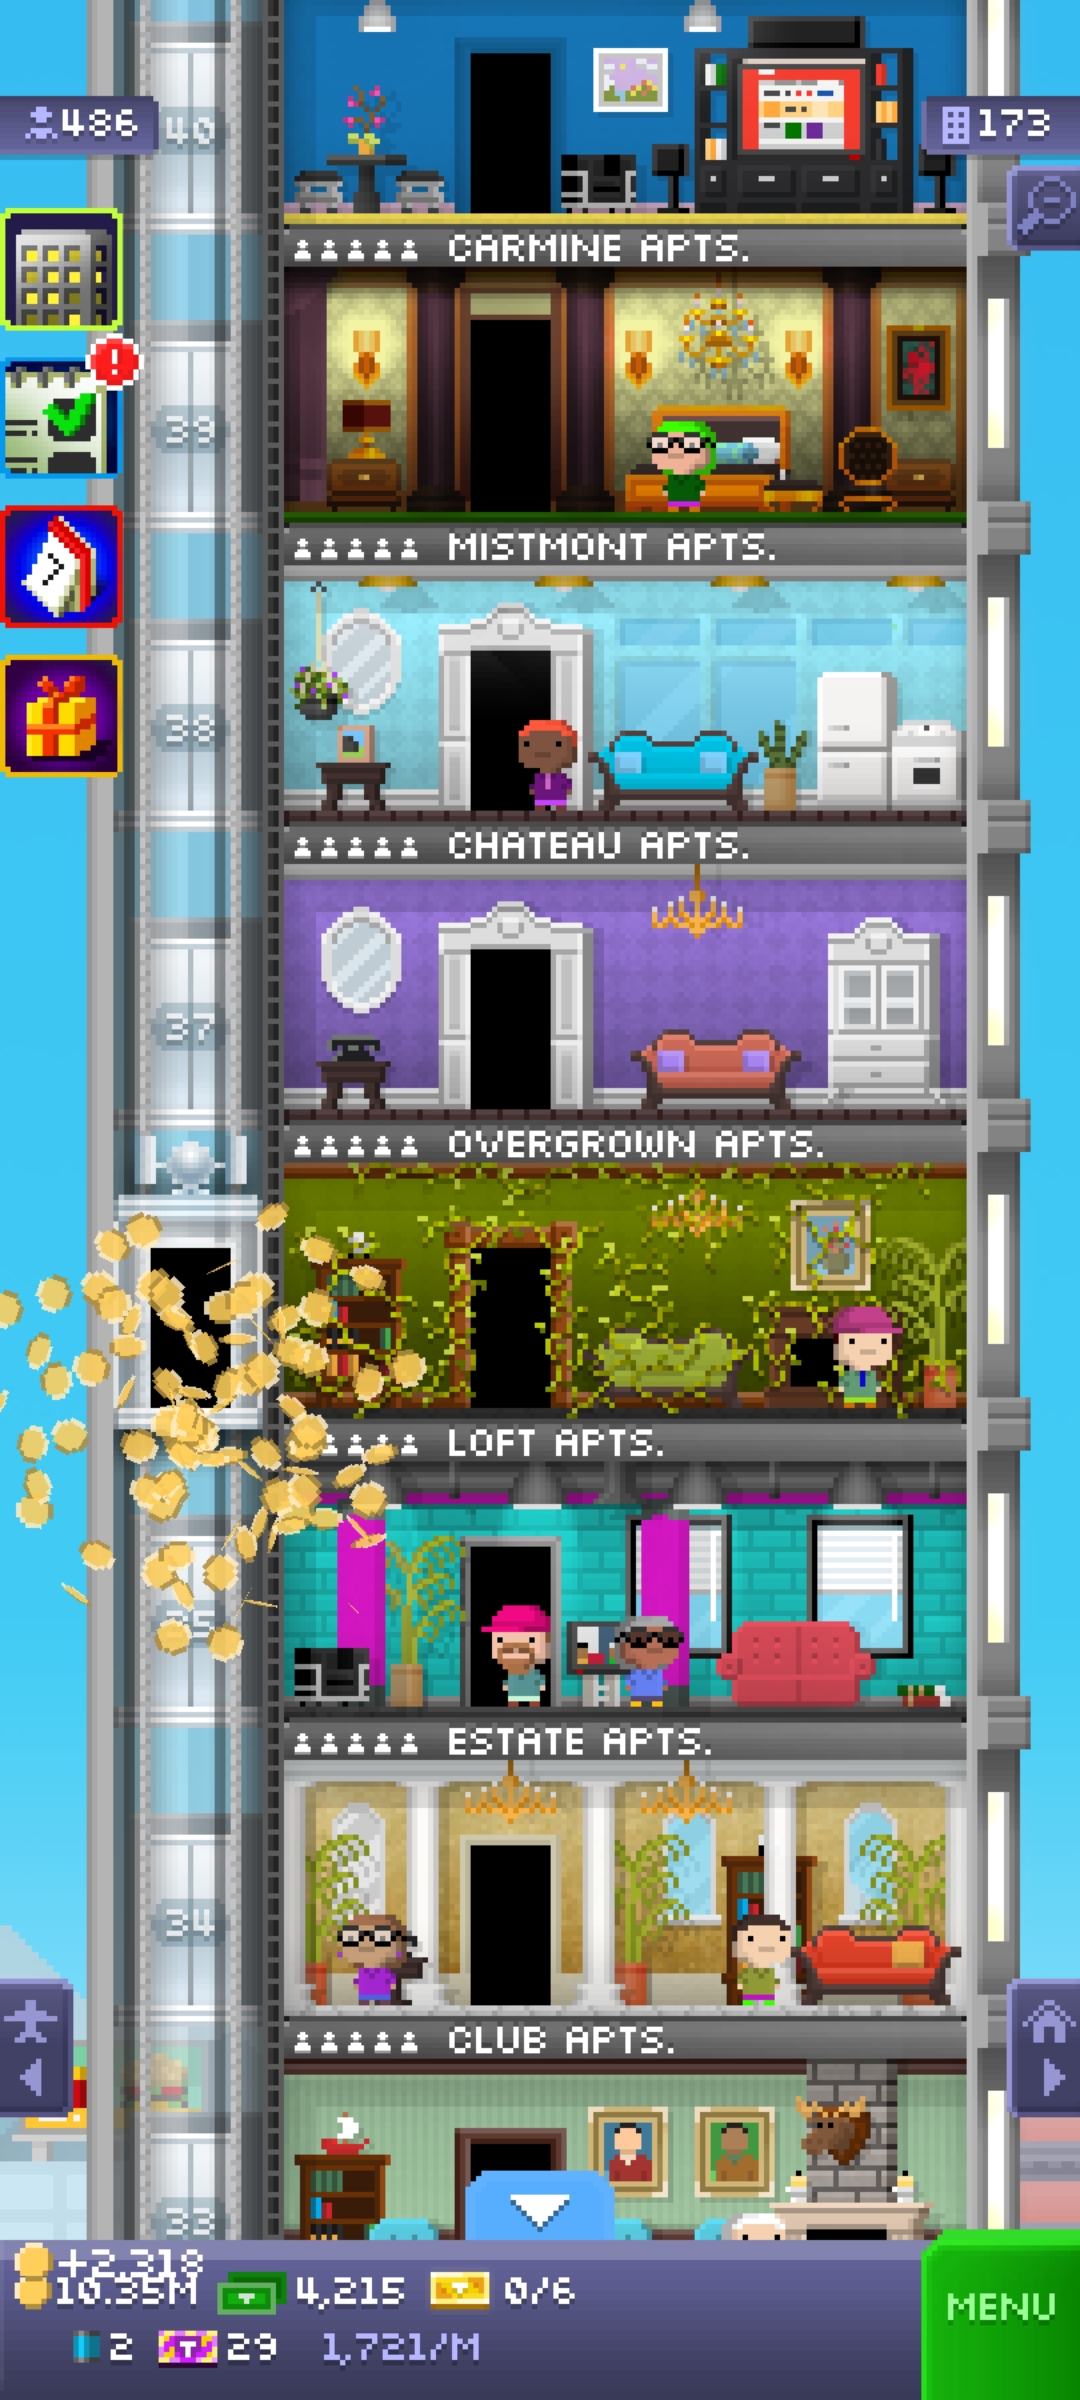 486
40
173
CARMINE APTS.
39
MISTMONT APTS.
38
CHATEAU APTS.
37
OVERGROWN APTS.
LOFT APTS.
35
ESTATE APTS.
34
CLUB APTS.
33
+2,318
10.35M
4,215
0/6
MENU
2
29
1,721/M